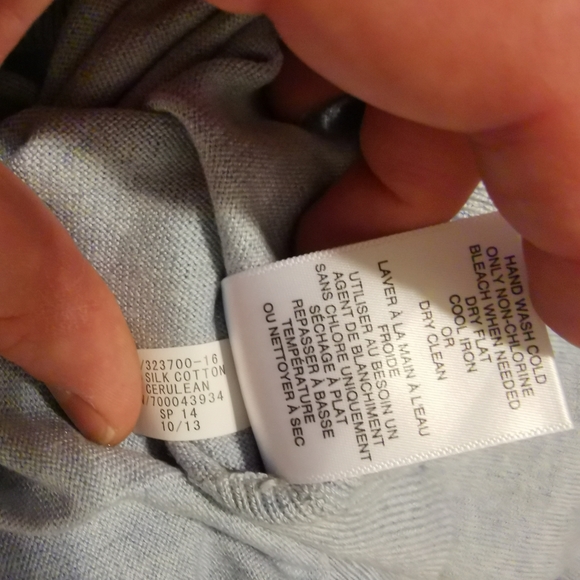 /323700-16
SILK COTTON
CERULEAN
/700043934
SP 14
10/13
HAND WASH COLD
ONLY NON-CHLORINE
BLEACH WHEN NEEDED
DRY FLAT
COOL IRON
OR
DRY CLEAN
LAVER À LA MAIN À L'EAU
FROIDE
UTILISER AU BESOIN UN
AGENT DE BLANCHIMENT
SANS CHLORE UNIQUEMENT
SÉCHAGE À PLAT
REPASSER À BASSE
TEMPÉRATURE
OU NETTOYER À SEC